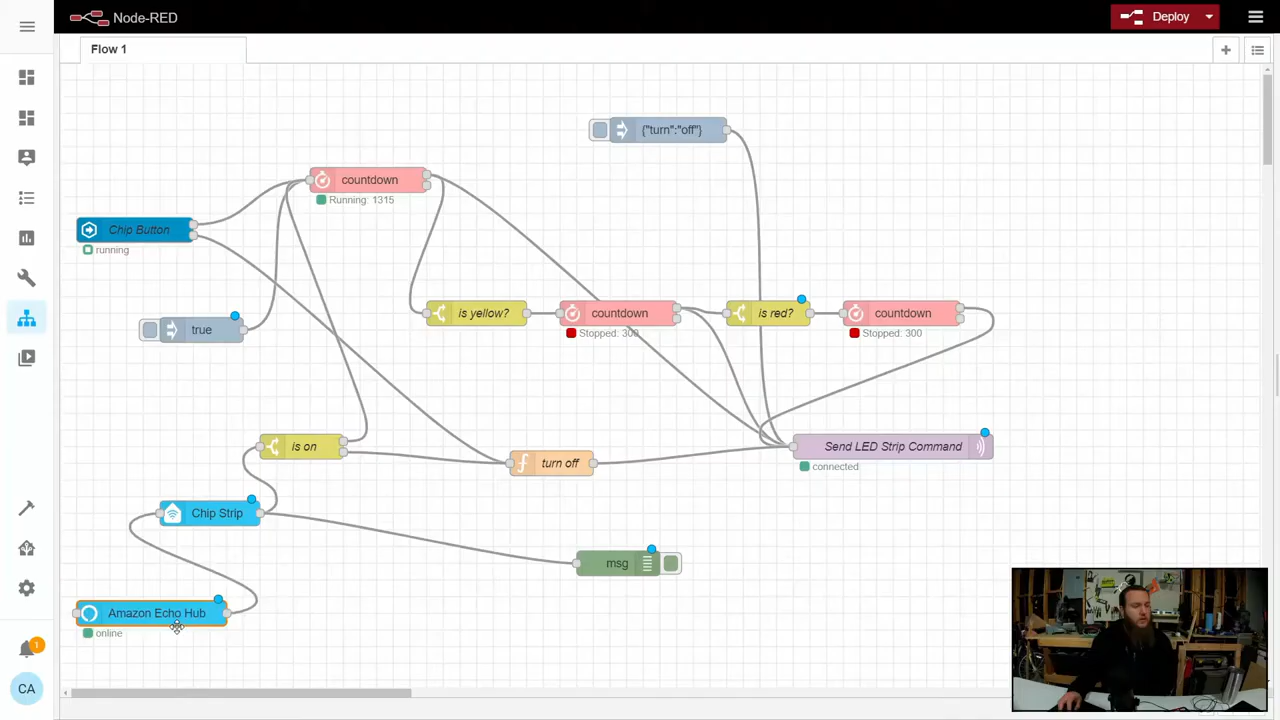 Node-RED
Deploy
Flow 1
{"turn":"off"}
countdown
Running: 1315
Chip Button
running
is yellow?
countdown
Stopped: 300
is red?
countdown
Stopped: 300
true
is on
turn off
Send LED Strip Command
connected
Chip Strip
msg
Amazon Echo Hub
online
1
CA